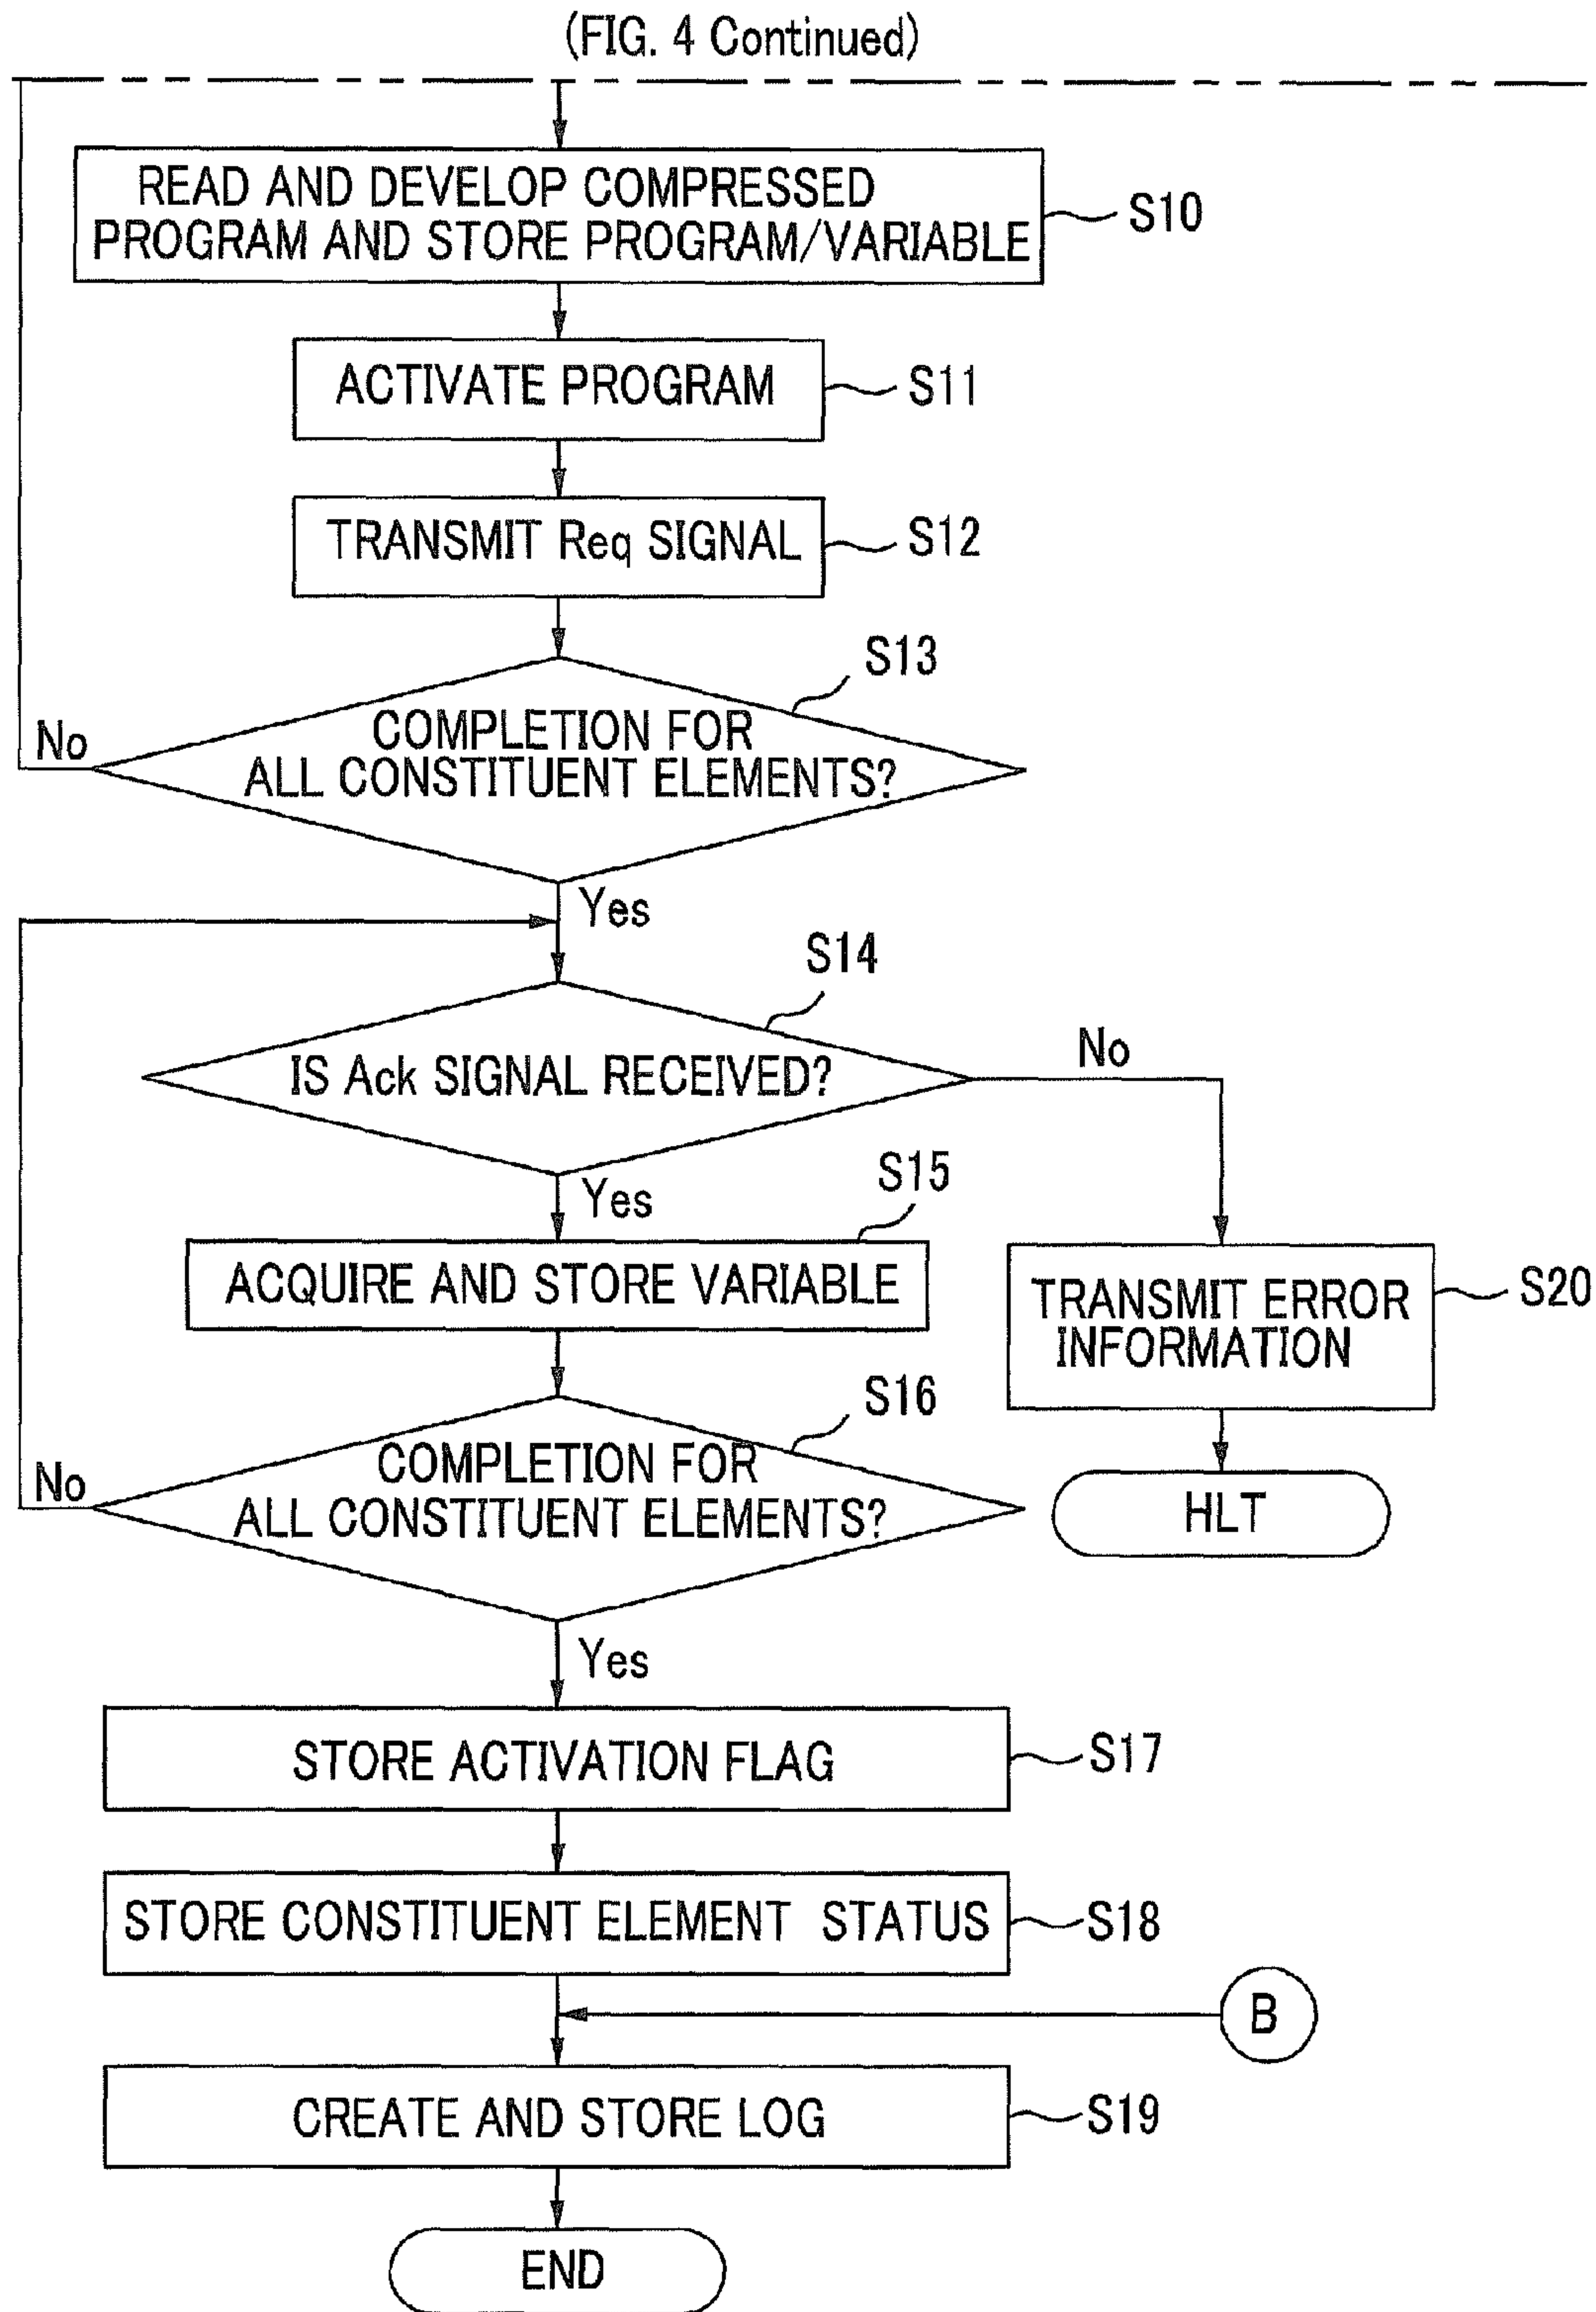 (FIG. 4 Continued)
READ AND DEVELOP COMPRESSED
PROGRAM AND STORE PROGRAM/VARIABLE
S10
ACTIVATE PROGRAM
S11
TRANSMIT Req SIGNAL
S12
S13
COMPLETION FOR
ALL CONSTITUENT ELEMENTS?
No
Yes
S14
IS Ack SIGNAL RECEIVED?
No
Yes
S15
ACQUIRE AND STORE VARIABLE
TRANSMIT ERROR
INFORMATION
S20
S16
COMPLETION FOR
ALL CONSTITUENT ELEMENTS?
No
HLT
Yes
STORE ACTIVATION FLAG
S17
STORE CONSTITUENT ELEMENT STATUS
S18
B
CREATE AND STORE LOG
S19
END